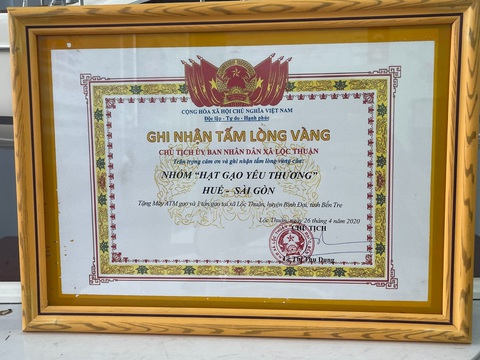 CỘNG HÒA XÃ HỘI CHỦ NGHĨA VIỆT NAM
Độc lập - Tự do - Hạnh phúc
GHI NHẬN TẤM LÒNG VÀNG
CHỦ TỊCH ỦY BAN NHÂN DÂN XÃ LỘC THUẬN
Trân trọng cám ơn và ghi nhận tấm lòng vàng của:
NHÓM “HẠT GẠO YÊU THƯƠNG”
HUẾ - SÀI GÒN
Tặng Máy ATM gạo và 1 tấn gạo tại xã Lộc Thuận, huyện Bình Đại, tỉnh Bến Tre
Lộc Thuận, ngày 26 tháng 4 năm 2020
CHỦ TỊCH